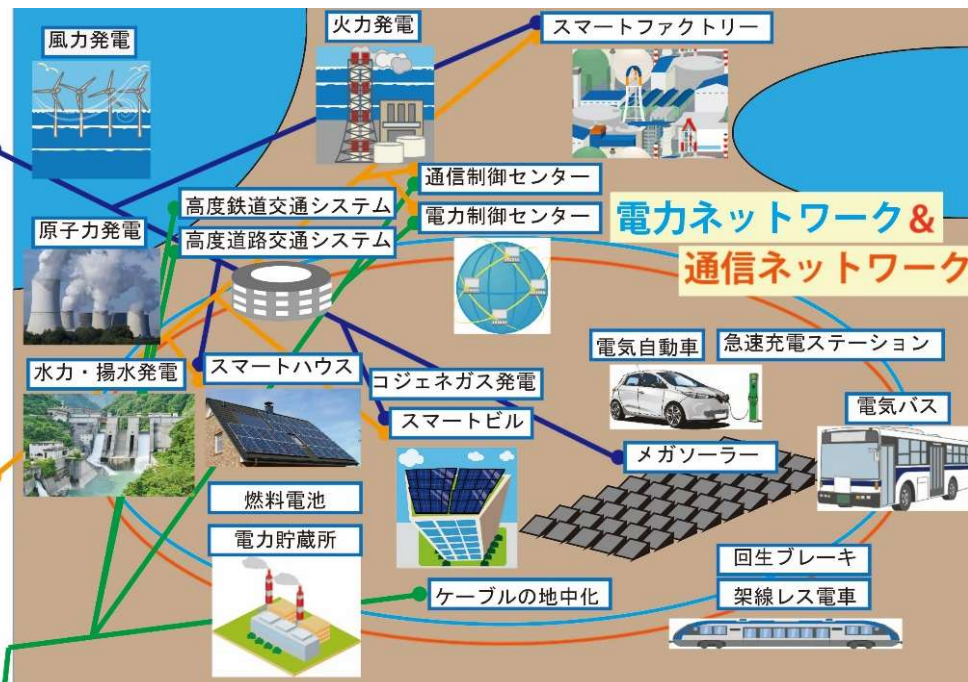 風力発電
火力発電
スマートファクトリー
通信制御センター
高度鉄道交通システム
電力制御センター
電力ネットワーク&
原子力発電
高度道路交通システム
通信ネットワーク
電気自動車
急速充電ステーション
水力・揚水発電
スマートハウス
コジェネガス発電
電気バス
スマートビル
メガソーラー
燃料電池
電力貯蔵所
回生ブレーキ
ケーブルの地中化
架線レス電車